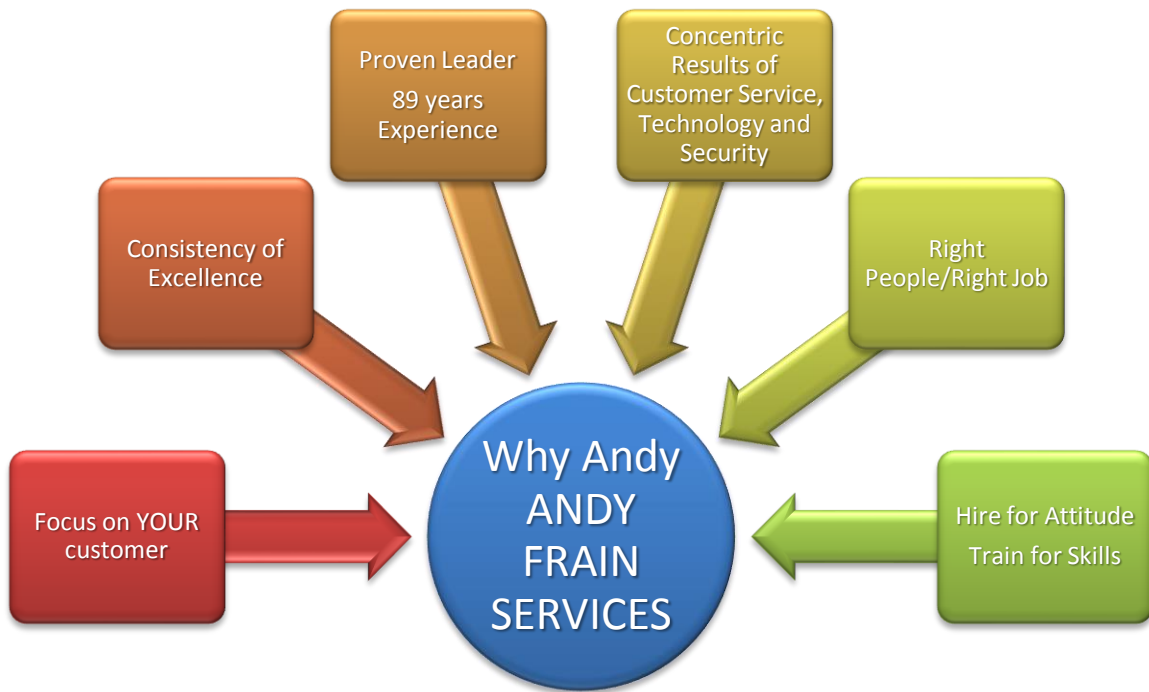 Proven Leader
89 years
Experience
Concentric
Results of
Customer Service,
Technology and
Security
Consistency of
Excellence
Right
People/Right Job
Focus on YOUR
customer
Why Andy
ANDY
FRAIN
SERVICES
Hire for Attitude
Train for Skills